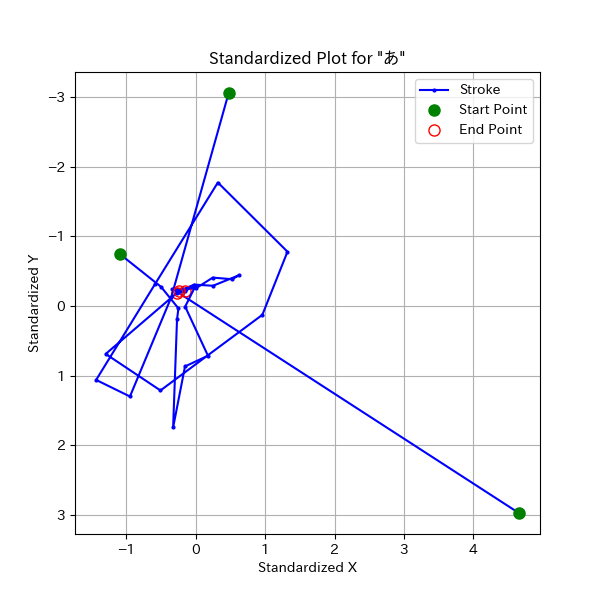 Standardized Plot for "あ"
Stroke
Start Point
End Point
Standardized Y
−3
−2
−1
0
1
2
3
−1 0 1 2 3 4
Standardized X